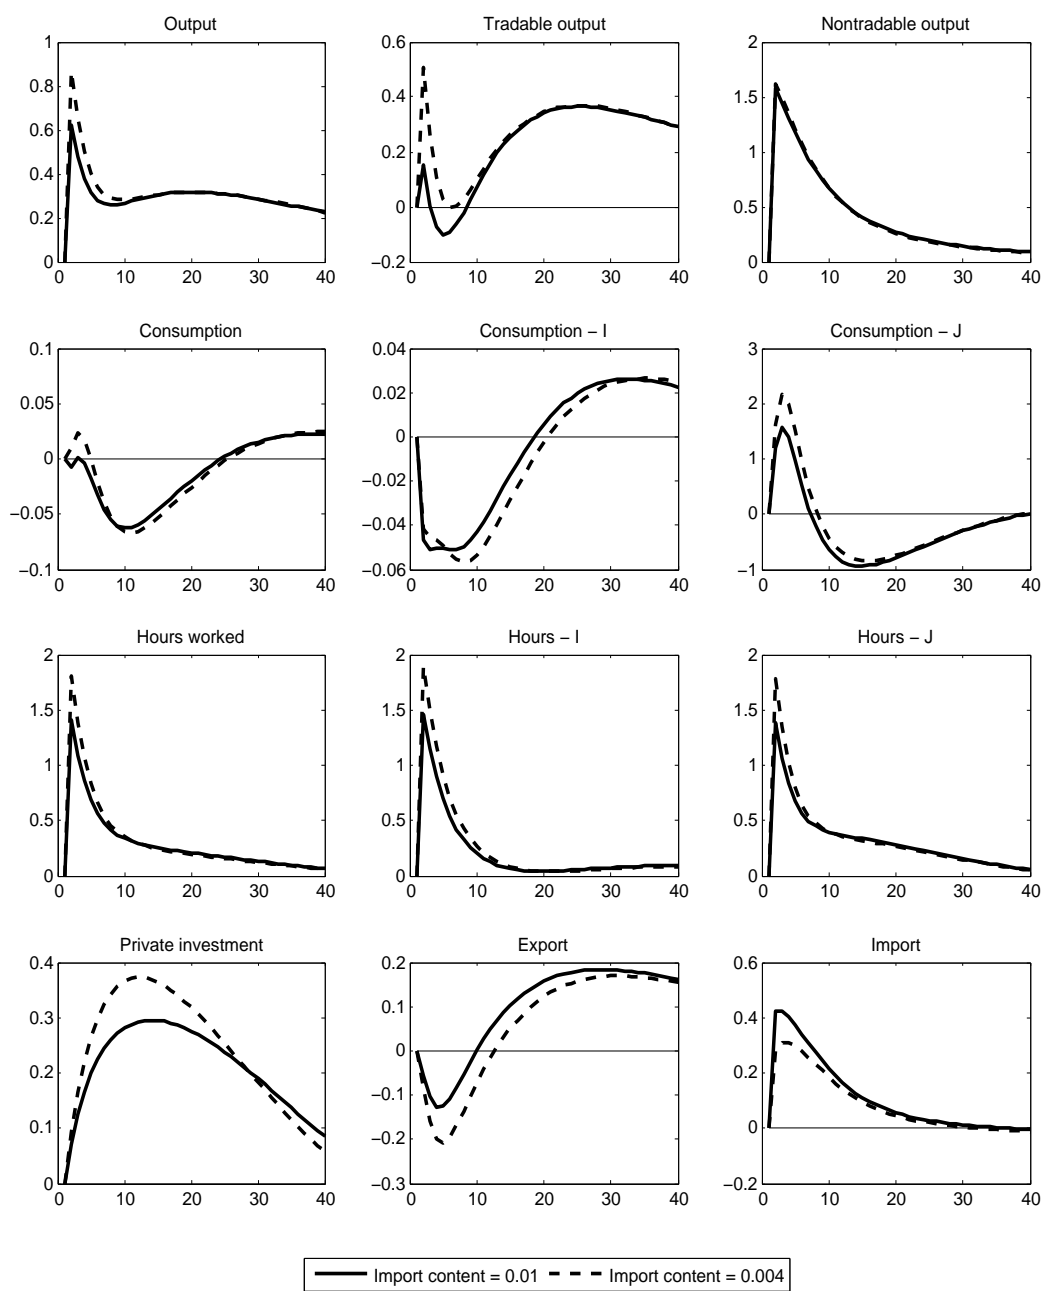 Output
Tradable output
Nontradable output
1
0.8
0.6
0.4
0.2
0
0 10 20 30 40
0.6
0.4
0.2
0
−0.2
0 10 20 30 40
2
1.5
1
0.5
0
0 10 20 30 40
Consumption
Consumption − I
Consumption − J
0.1
0.05
0
−0.05
−0.1
0 10 20 30 40
0.04
0.02
0
−0.02
−0.04
−0.06
0 10 20 30 40
3
2
1
0
−1
0 10 20 30 40
Hours worked
Hours − I
Hours − J
2
1.5
1
0.5
0
0 10 20 30 40
2
1.5
1
0.5
0
0 10 20 30 40
2
1.5
1
0.5
0
0 10 20 30 40
Private investment
Export
Import
0.4
0.3
0.2
0.1
0
0 10 20 30 40
0.2
0.1
0
−0.1
−0.2
−0.3
0 10 20 30 40
0.6
0.4
0.2
0
−0.2
0 10 20 30 40
Import content = 0.01
Import content = 0.004